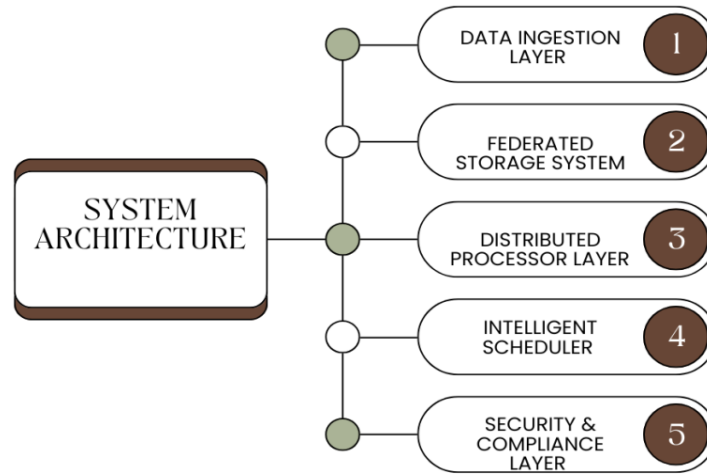 SYSTEM
ARCHITECTURE
DATA INGESTION
LAYER
1
FEDERATED
STORAGE SYSTEM
2
DISTRIBUTED
PROCESSOR LAYER
3
INTELLIGENT
SCHEDULER
4
SECURITY &
COMPLIANCE
LAYER
5